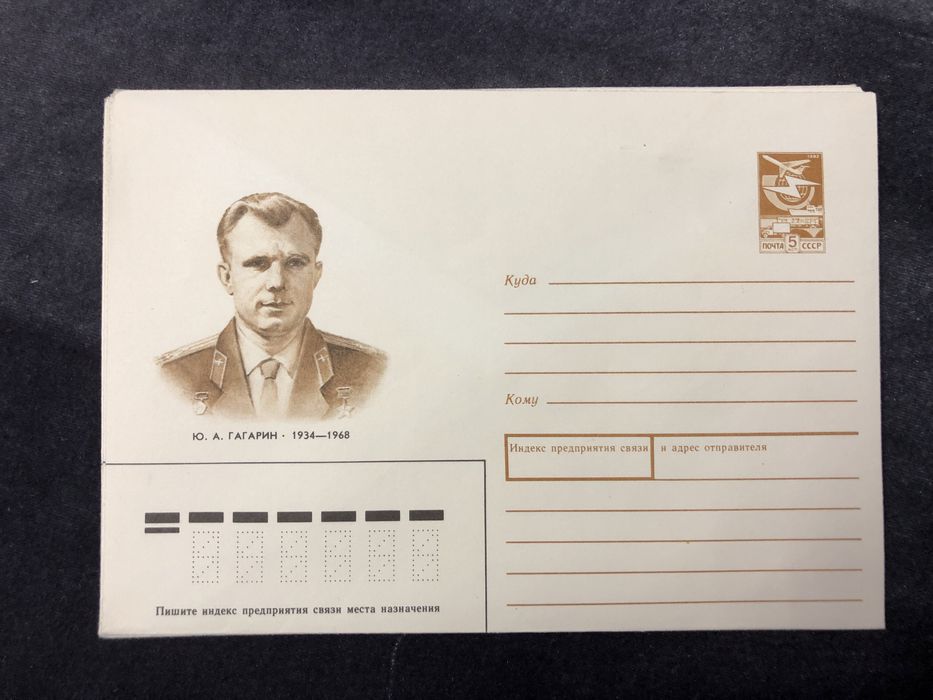 1982
ПОЧТА 5 СССР
Куда
Кому
Ю. А. ГАГАРИН · 1934—1968
Индекс предприятия связи и адрес отправителя
Пишите индекс предприятия связи места назначения